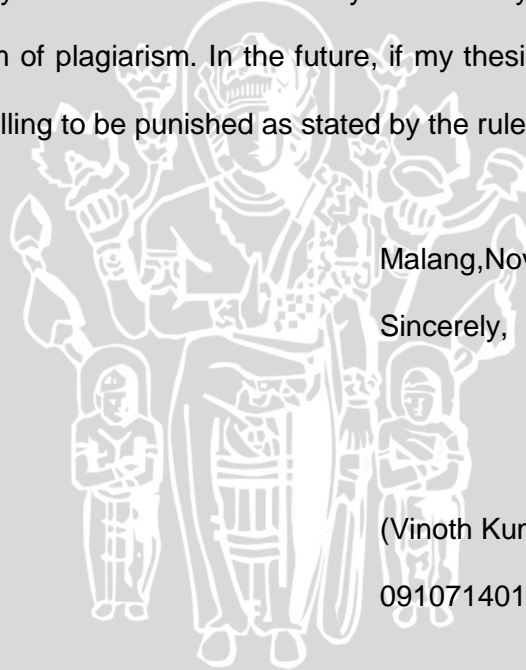 n of plagiarism. In the future, if my thesi
lling to be punished as stated by the rule
Malang,Nov
Sincerely,
(Vinoth Kur
091071401